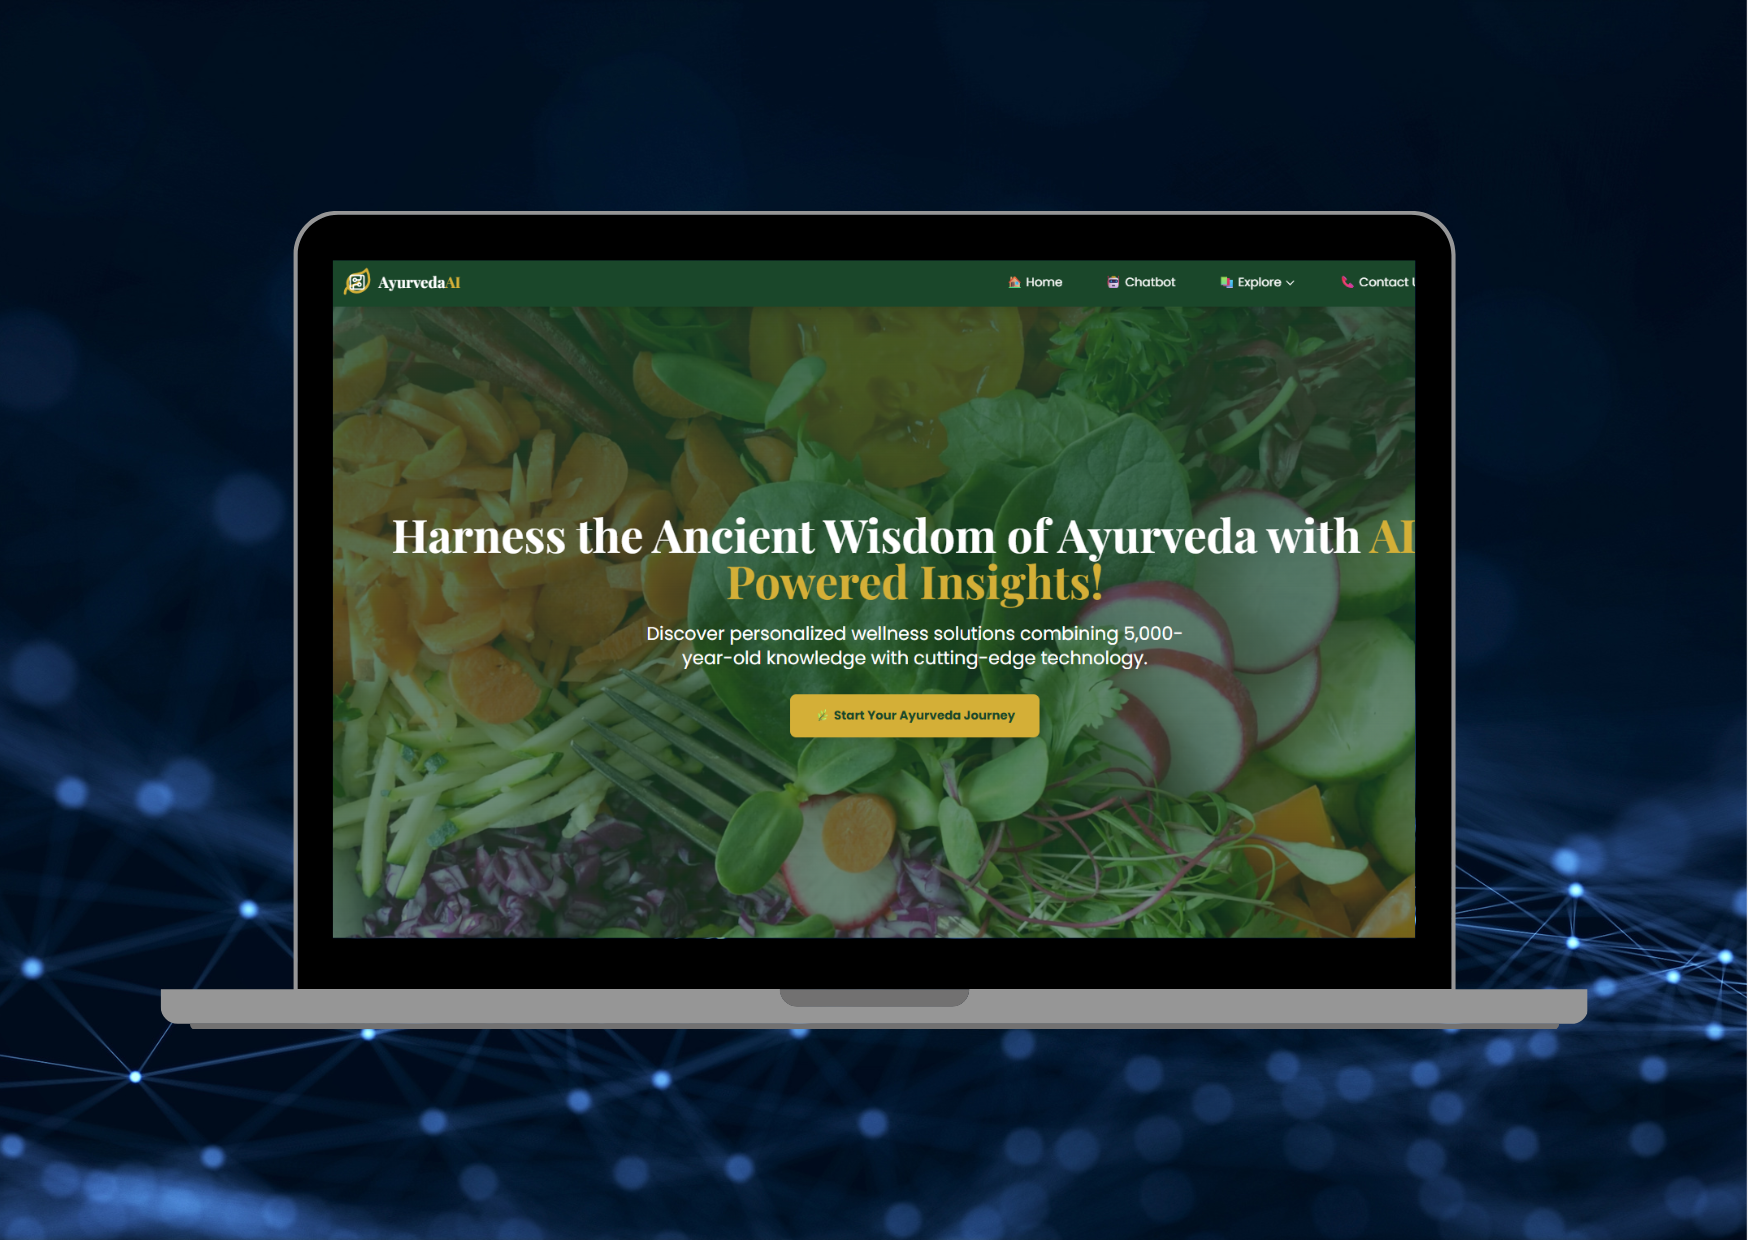 AyurvedaAI
Home
Chatbot
Explore
Contact
Harness the Ancient Wisdom of Ayurveda with AI
Powered Insights!
Discover personalized wellness solutions combining 5,000-
year-old knowledge with cutting-edge technology.
Start Your Ayurveda Journey